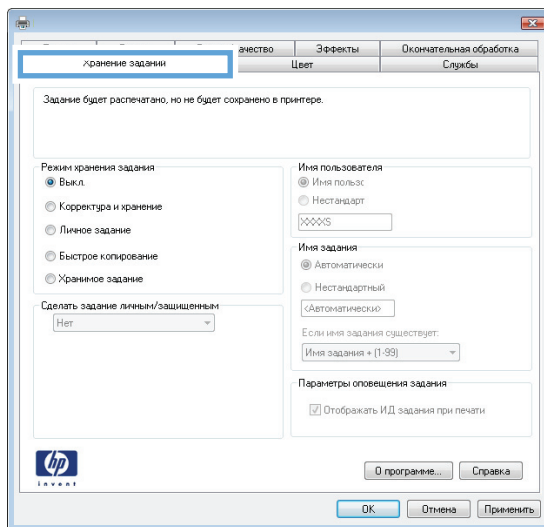 ачество Эффекты Окончательная обработка
Хранение заданий Цвет Службы
Задание будет распечатано, но не будет сохранено в принтере.
Режим хранения задания
Выкл.
Корректура и хранение
Личное задание
Быстрое копирование
Хранимое задание
Сделать задание личным/защищенным
Нет
Имя пользователя
Имя пользс
Нестандарт
XXXXS
Имя задания
Автоматически
Нестандартный
<Автоматически>
Если имя задания существует:
Имя задания + (1-99)
Параметры оповещения задания
Отображать ИД задания при печати
hp
invent
О программе... Справка
OK Отмена Применить